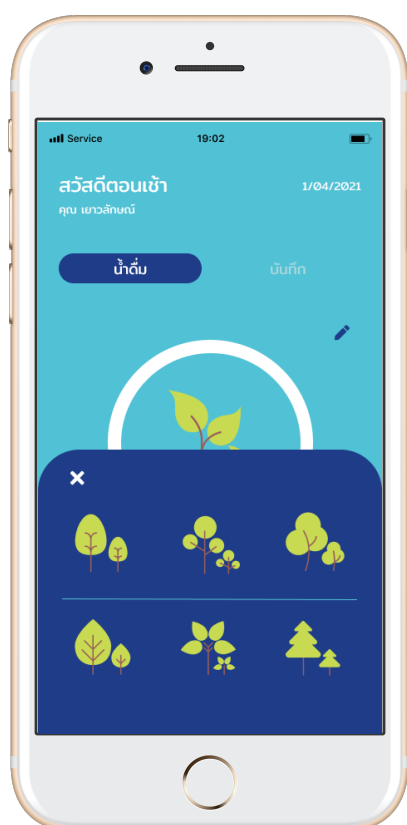 Service
19:02
สวัสดีตอนเช้า
1/04/2021
คุณ เยาวลักษณ์
น้ำดื่ม
บันทึก